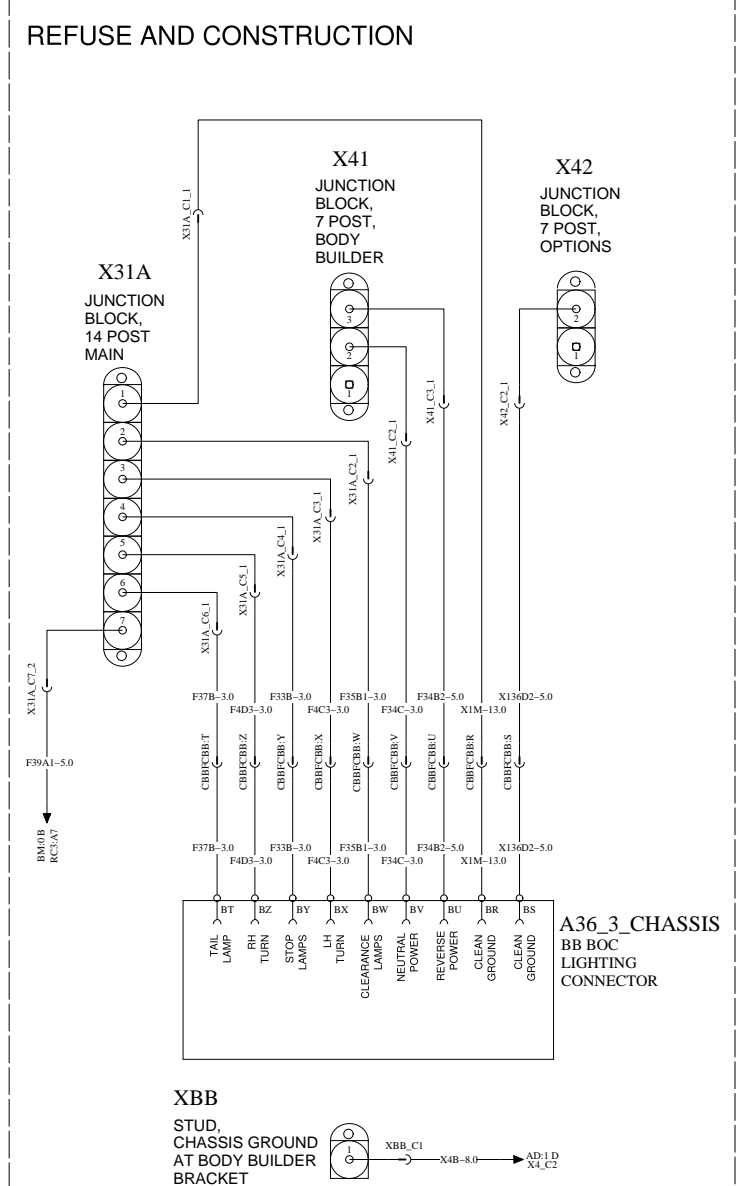 REFUSE AND CONSTRUCTION
X41
JUNCTION
BLOCK,
7 POST,
BODY
BUILDER
X42
JUNCTION
BLOCK,
7 POST,
OPTIONS
X31A
JUNCTION
BLOCK,
14 POST
MAIN
X31A_C1_1
3
2
1
2
1
1
2
3
4
5
6
7
X41_C3_1
X42_C2_1
X41_C2_1
X31A_C2_1
X31A_C3_1
X31A_C4_1
X31A_C5_1
X31A_C6_1
X31A_C7_2
F39A1-5.0
BM:0 B
RC3:A7
F37B-3.0 F33B-3.0 F35B1-3.0 F34B2-5.0 X136D2-5.0
F4D3-3.0 F4C3-3.0 F34C-3.0 X1M-13.0
CBBFCBB:T
CBBFCBB:Z
CBBFCBB:Y
CBBFCBB:X
CBBFCBB:W
CBBFCBB:V
CBBFCBB:U
CBBFCBB:R
CBBFCBB:S
F37B-3.0 F33B-3.0 F35B1-3.0 F34B2-5.0 X136D2-5.0
F4D3-3.0 F4C3-3.0 F34C-3.0 X1M-13.0
BT BZ BY BX BW BV BU BR BS
TAIL
LAMP
RH
TURN
STOP
LAMPS
LH
TURN
CLEARANCE
LAMPS
NEUTRAL
POWER
REVERSE
POWER
CLEAN
GROUND
CLEAN
GROUND
A36_3_CHASSIS
BB BOC
LIGHTING
CONNECTOR
XBB
STUD,
CHASSIS GROUND
AT BODY BUILDER
BRACKET
1
XBB_C1
X4B-8.0
AD:1 D
X4_C2